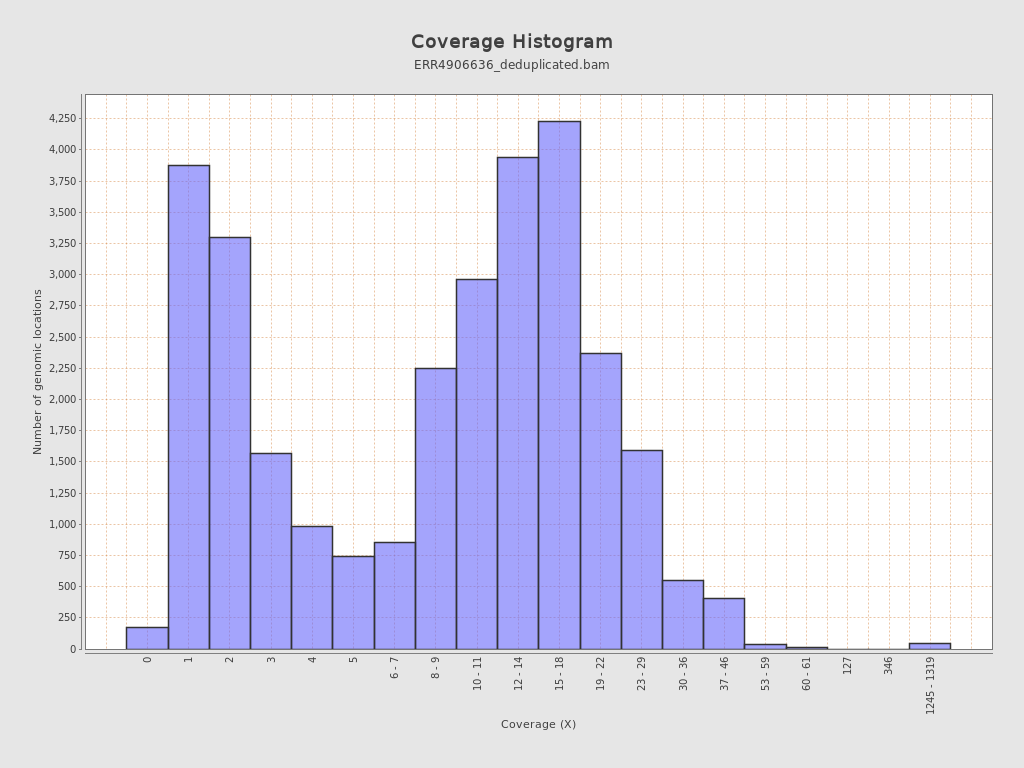 Coverage Histogram
ERR4906636_deduplicated.bam
Number of genomic locations
4,250
4,000
3,750
3,500
3,250
3,000
2,750
2,500
2,250
2,000
1,750
1,500
1,250
1,000
750
500
250
0
0
1
2
3
4
5
6 - 7
8 - 9
10 - 11
12 - 14
15 - 18
19 - 22
23 - 29
30 - 36
37 - 46
53 - 59
60 - 61
127
346
1245 - 1319
Coverage (X)